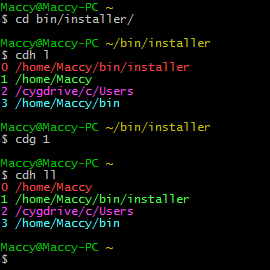 Maccy@Maccy-PC ~
$ cd bin/installer/
Maccy@Maccy-PC ~/bin/installer
$ cdh l
0 /home/Maccy/bin/installer
1 /home/Maccy
2 /cygdrive/c/Users
3 /home/Maccy/bin
Maccy@Maccy-PC ~/bin/installer
$ cdg 1
Maccy@Maccy-PC ~
$ cdh ll
0 /home/Maccy
1 /home/Maccy/bin/installer
2 /cygdrive/c/Users
3 /home/Maccy/bin
Maccy@Maccy-PC ~
$